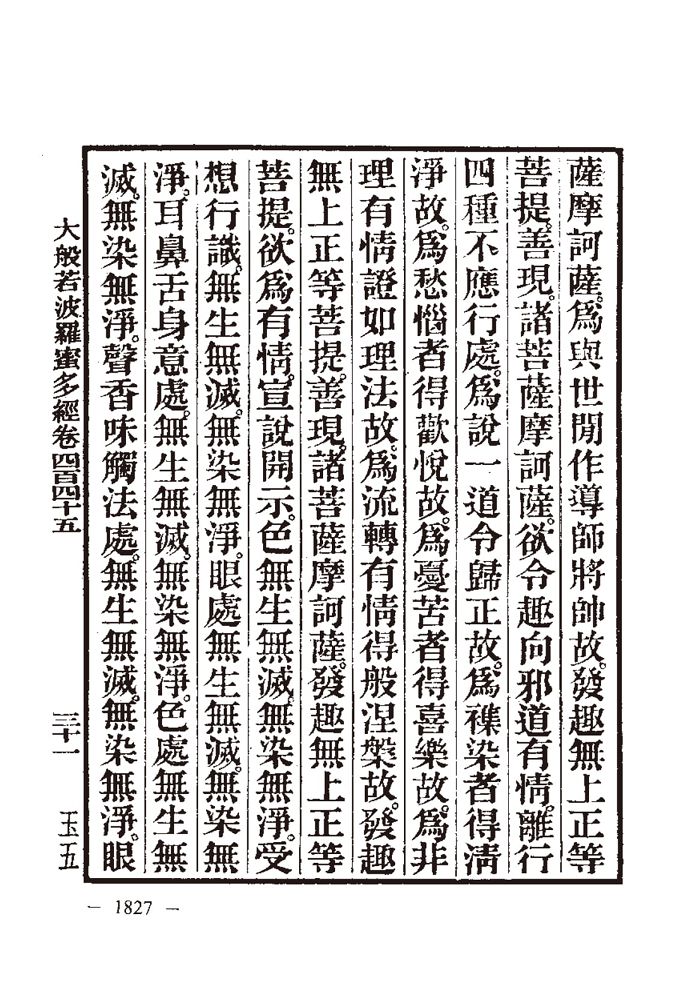 薩摩訶薩。爲與世閒作導師將帥故。發趣無上正等
菩提。善現。諸菩薩摩訶薩。欲令趣向邪道有情。離行
四種不應行處。爲說一道令歸正故。爲襍染者得淸
淨故。爲愁惱者得歡悅故。爲憂苦者得喜樂故。爲非
理有情證如理法故。爲流轉有情得般涅槃故。發趣
無上正等菩提。善現。諸菩薩摩訶薩。發趣無上正等
菩提。欲爲有情。宣說開示。色無生無滅。無染無淨。受
想行識。無生無滅。無染無淨。眼處無生無滅。無染無
淨。耳鼻舌身意處。無生無滅。無染無淨。色處無生無
滅。無染無淨。聲香味觸法處。無生無滅。無染無淨。眼
大般若波羅蜜多經卷四百四十五 三十一 玉五
— 1827 —